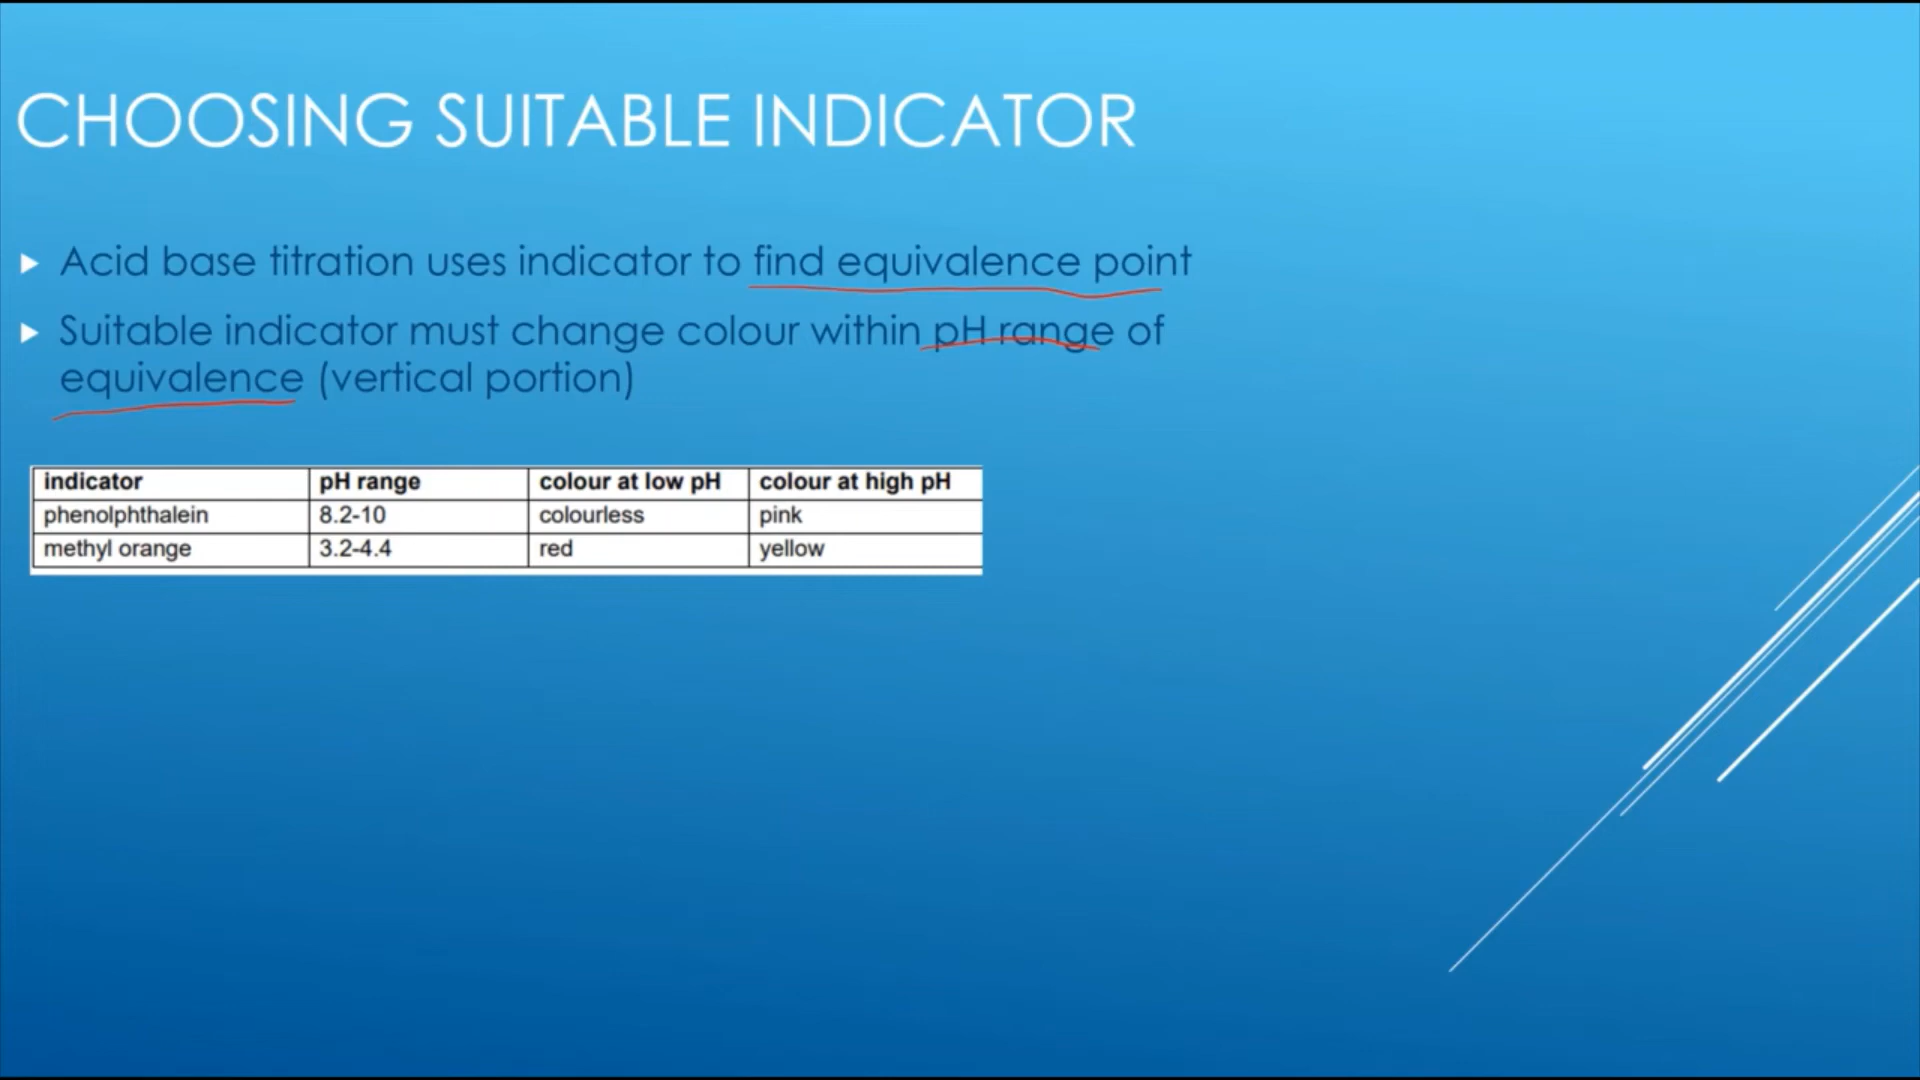 CHOOSING SUITABLE INDICATOR
Acid base titration uses indicator to find equivalence point
Suitable indicator must change colour within pH range of
equivalence (vertical portion)
indicator pH range colour at low pH colour at high pH
phenolphthalein 8.2-10 colourless pink
methyl orange 3.2-4.4 red yellow